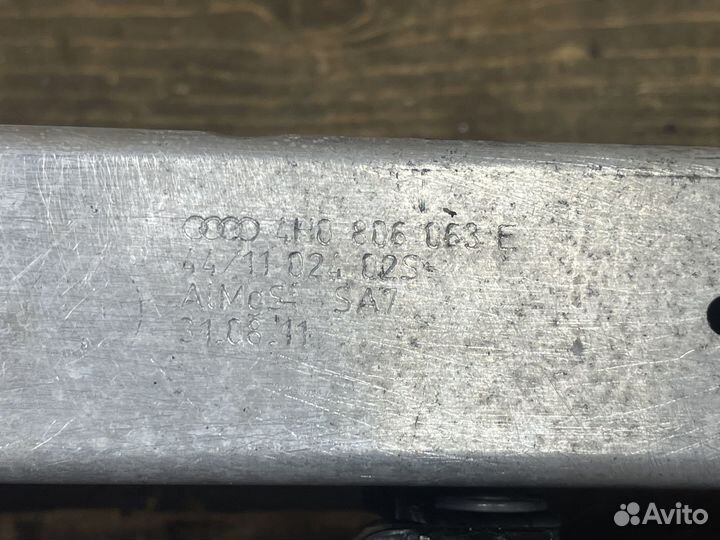 4H0 806 063 E
44/11 024 02S
AlMgSi SA7
31.08.11
Avito